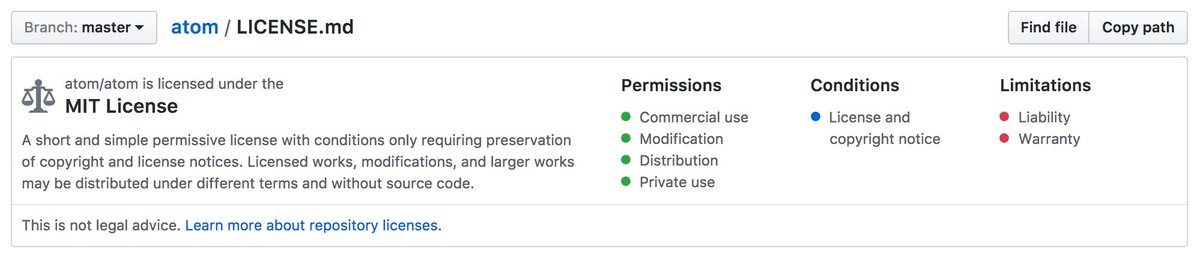 Branch: master
atom / LICENSE.md
Find file
Copy path
atom/atom is licensed under the
MIT License
A short and simple permissive license with conditions only requiring preservation
of copyright and license notices. Licensed works, modifications, and larger works
may be distributed under different terms and without source code.
Permissions
Commercial use
Modification
Distribution
Private use
Conditions
License and
copyright notice
Limitations
Liability
Warranty
This is not legal advice. Learn more about repository licenses.